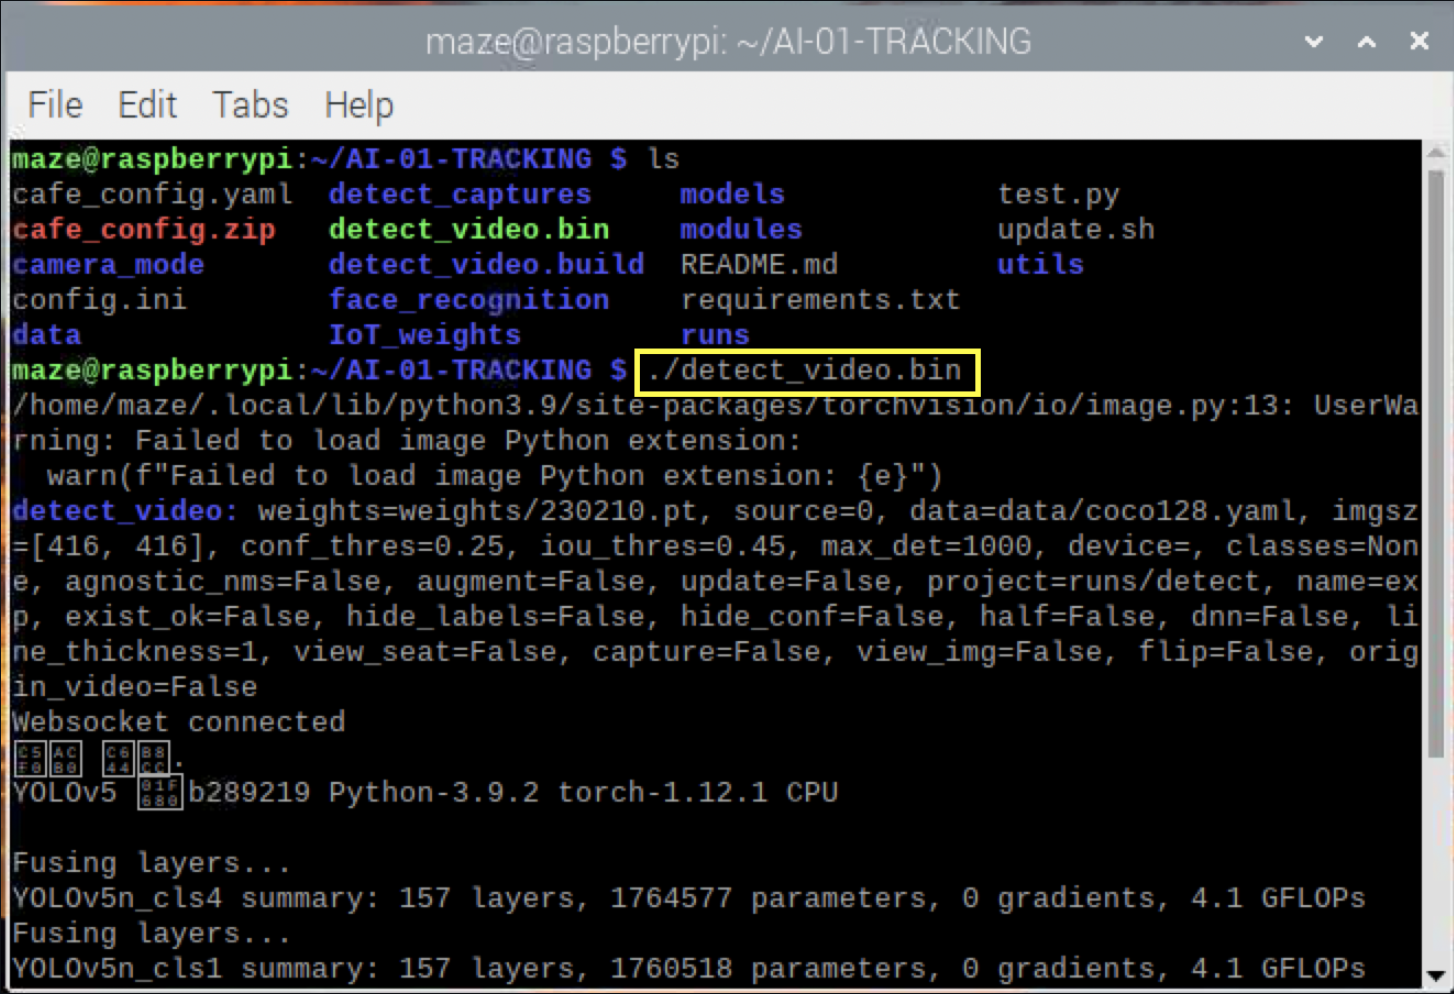 maze@raspberrypi: ~/AI-01-TRACKING
File Edit Tabs Help
maze@raspberrypi:~/AI-01-TRACKING $ ls
cafe_config.yaml detect_captures models test.py
cafe_config.zip detect_video.bin modules update.sh
camera_mode detect_video.build README.md utils
config.ini face_recognition requirements.txt
data IoT_weights runs
maze@raspberrypi:~/AI-01-TRACKING $ ./detect_video.bin
/home/maze/.local/lib/python3.9/site-packages/torchvision/io/image.py:13: UserWa
rning: Failed to load image Python extension:
warn(f"Failed to load image Python extension: {e}")
detect_video: weights=weights/230210.pt, source=0, data=data/coco128.yaml, imgsz
=[416, 416], conf_thres=0.25, iou_thres=0.45, max_det=1000, device=, classes=Non
e, agnostic_nms=False, augment=False, update=False, project=runs/detect, name=ex
p, exist_ok=False, hide_labels=False, hide_conf=False, half=False, dnn=False, li
ne_thickness=1, view_seat=False, capture=False, view_img=False, flip=False, orig
in_video=False
Websocket connected
YOLOv5 b289219 Python-3.9.2 torch-1.12.1 CPU
Fusing layers...
YOLOv5n_cls4 summary: 157 layers, 1764577 parameters, 0 gradients, 4.1 GFLOPs
Fusing layers...
YOLOv5n_cls1 summary: 157 layers, 1760518 parameters, 0 gradients, 4.1 GFLOPs